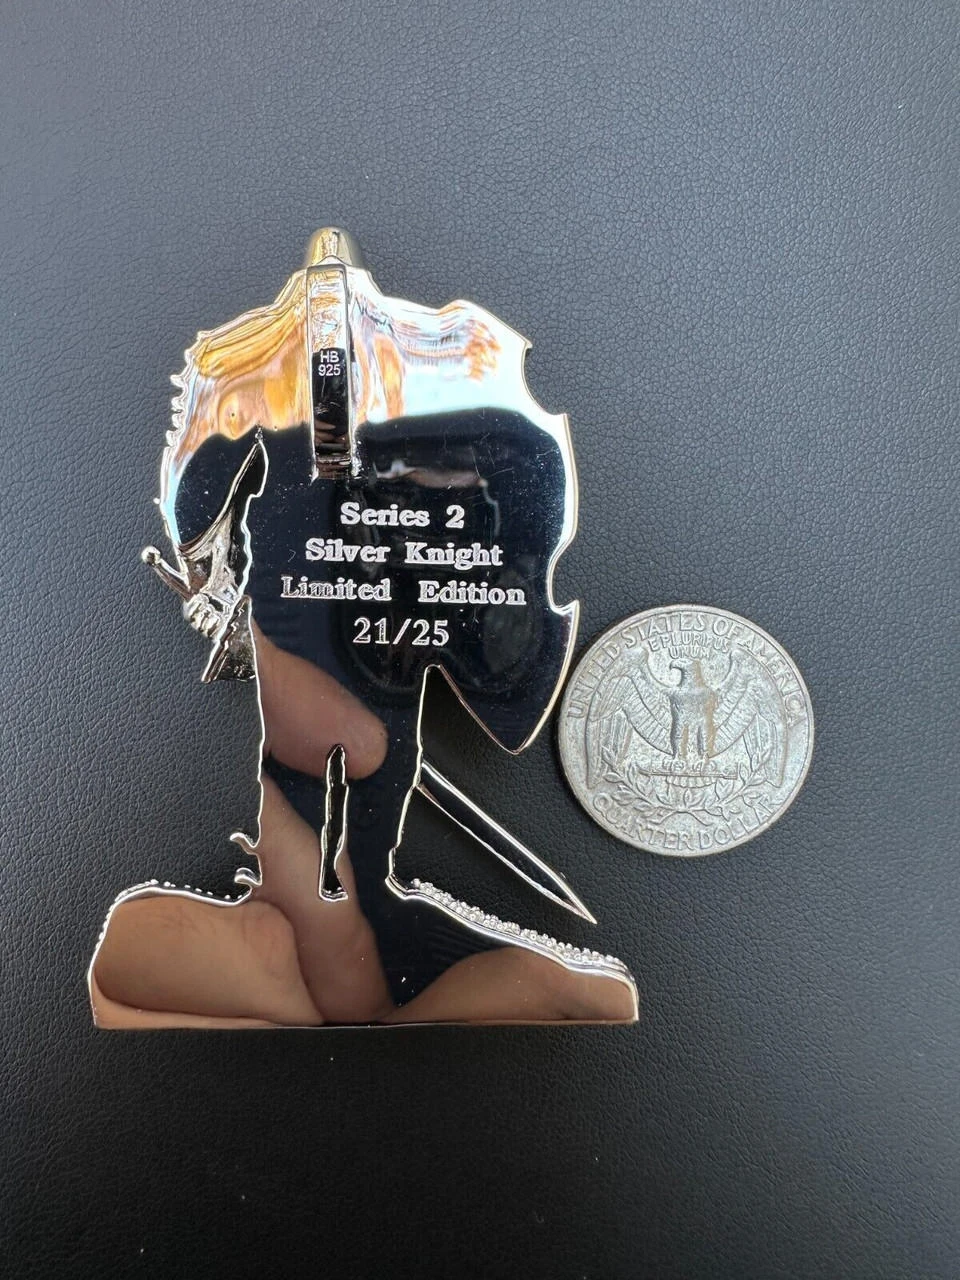 HB
925
Series 2
Silver Knight
Limited Edition
21/25
UNITED STATES OF AMERICA
E PLURIBUS
UNUM
QUARTER DOLLAR